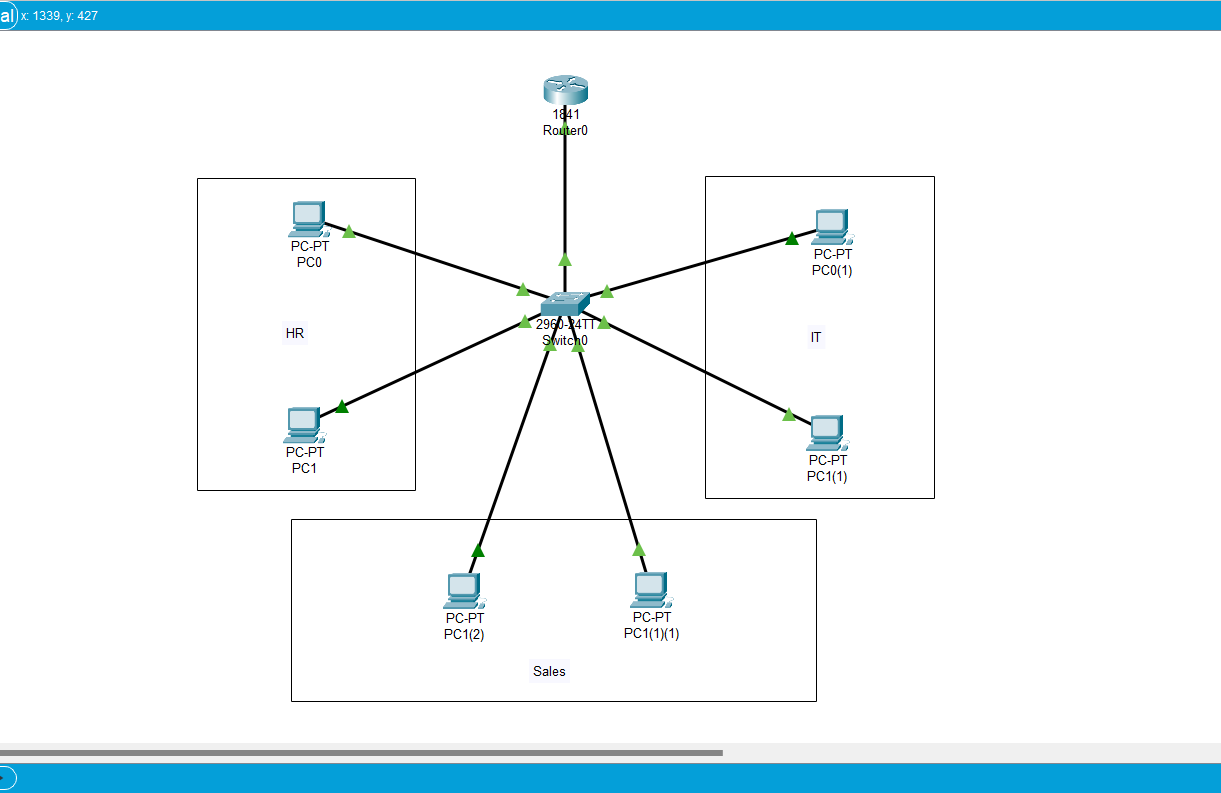 al x: 1339, y: 427
1841
Router0
PC-PT
PC0
PC-PT
PC0(1)
HR
2960-24TT
Switch0
IT
PC-PT
PC1
PC-PT
PC1(1)
PC-PT
PC1(2)
PC-PT
PC1(1)(1)
Sales